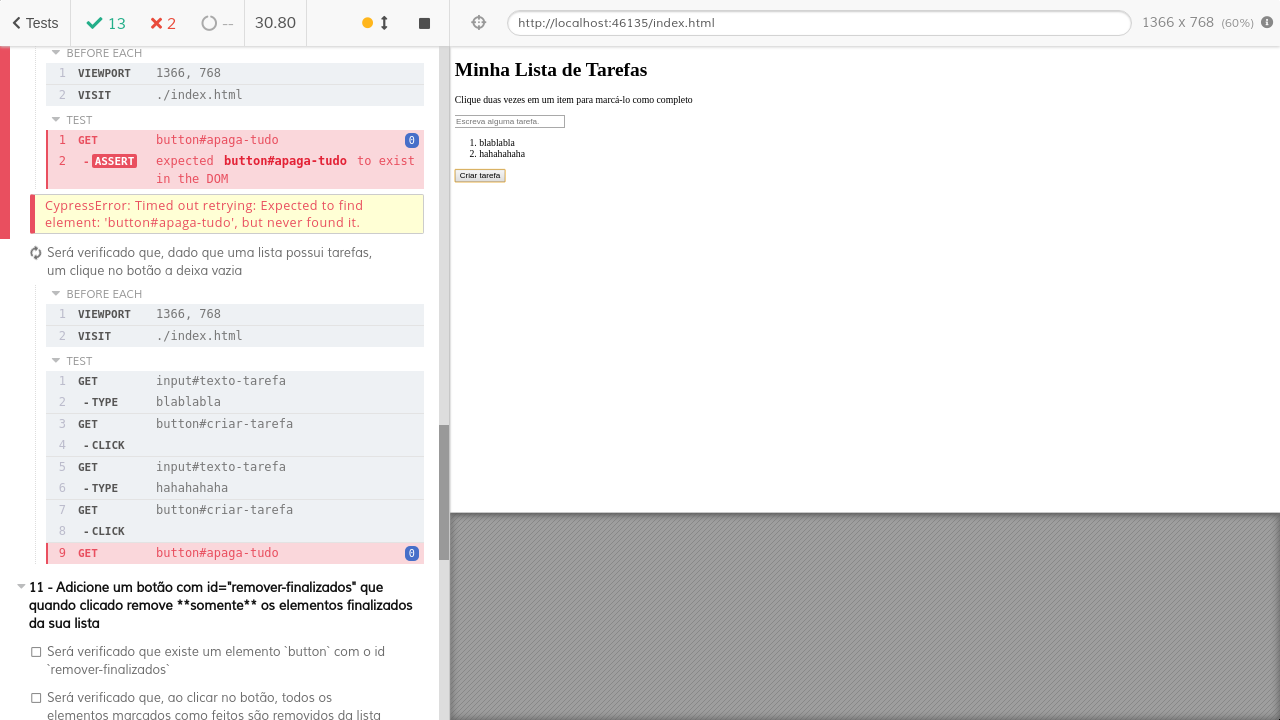 Tests 13 2 -- 30.80 http://localhost:46135/index.html 1366 x 768 (60%)
BEFORE EACH
1 VIEWPORT 1366, 768
2 VISIT ./index.html
TEST
1 GET button#apaga-tudo 0
2 -ASSERT expected button#apaga-tudo to exist
in the DOM
CypressError: Timed out retrying: Expected to find
element: 'button#apaga-tudo', but never found it.
Será verificado que, dado que uma lista possui tarefas,
um clique no botão a deixa vazia
BEFORE EACH
1 VIEWPORT 1366, 768
2 VISIT ./index.html
TEST
1 GET input#texto-tarefa
2 -TYPE blablabla
3 GET button#criar-tarefa
4 -CLICK
5 GET input#texto-tarefa
6 -TYPE hahahahaha
7 GET button#criar-tarefa
8 -CLICK
9 GET button#apaga-tudo 0
11 - Adicione um botão com id="remover-finalizados" que
quando clicado remove **somente** os elementos finalizados
da sua lista
Será verificado que existe um elemento `button` com o id
`remover-finalizados`
Será verificado que, ao clicar no botão, todos os
elementos marcados como feitos são removidos da lista
Minha Lista de Tarefas
Clique duas vezes em um item para marcá-lo como completo
Escreva alguma tarefa.
1. blablabla
2. hahahahaha
Criar tarefa